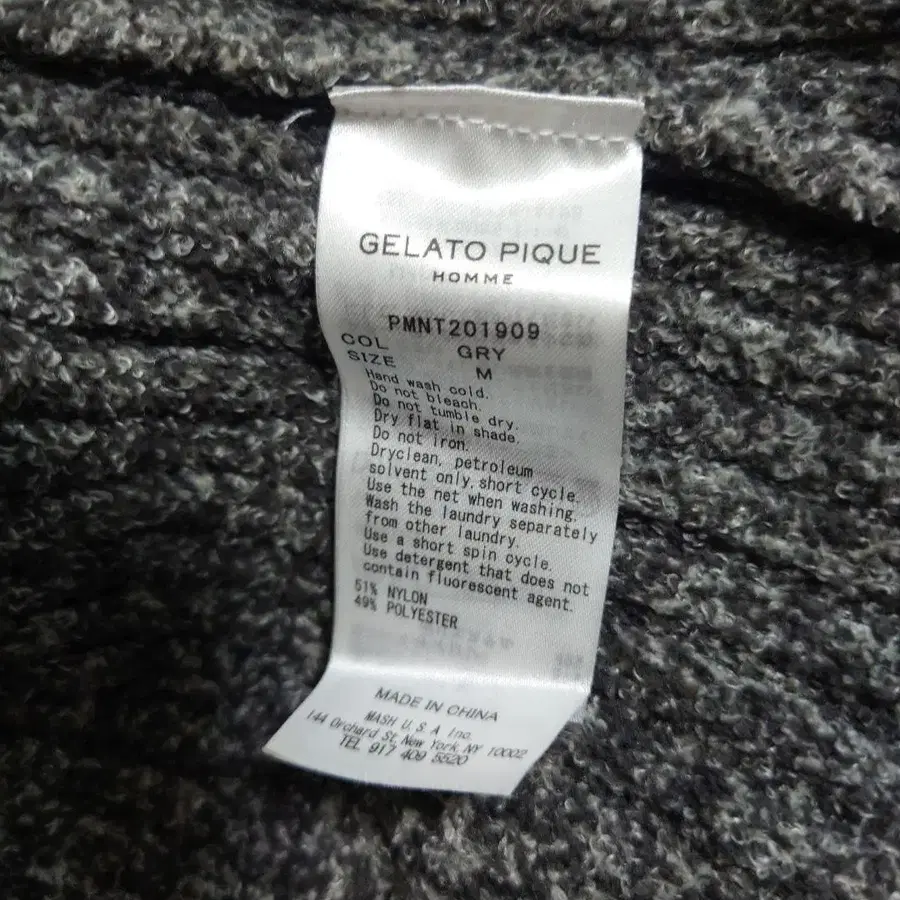 GELATO PIQUE
HOMME
PMNT201909
COL GRY
SIZE M
Hand wash cold.
Do not bleach.
Do not tumble dry.
Dry flat in shade.
Do not iron.
Dryclean, petroleum
solvent only, short cycle.
Use the net when washing.
Wash the laundry separately
from other laundry.
Use a short spin cycle.
Use detergent that does not
contain fluorescent agent.
51% NYLON
49% POLYESTER
MADE IN CHINA
MASH U.S.A Inc.
144 Orchard St, New York, NY 10002
TEL 917 409 5520